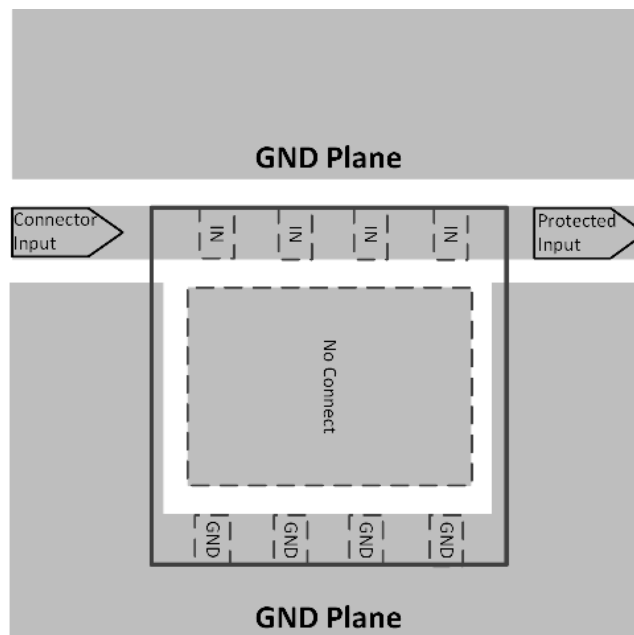 GND Plane
Connector
Input
IN
IN
IN
IN
Protected
Input
No Connect
GND
GND
GND
GND
GND Plane